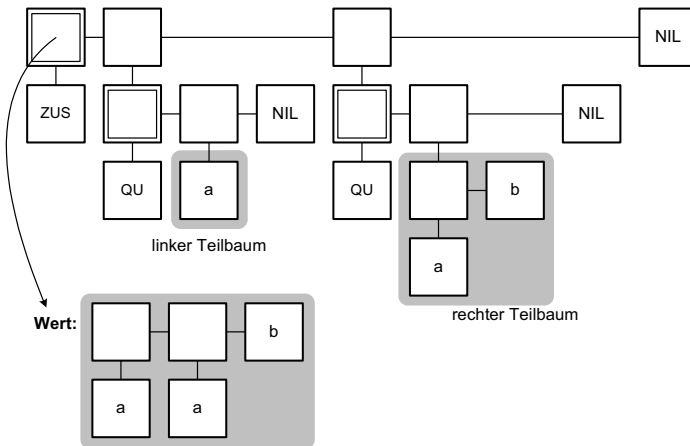 NIL
ZUS
NIL
NIL
QU
a
QU
b
linker Teilbaum
a
rechter Teilbaum
Wert:
b
a
a